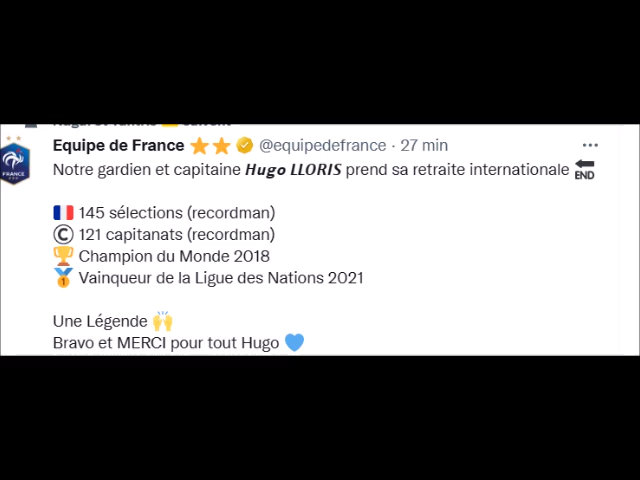 Equipe de France ⭐⭐ @equipedefrance · 27 min
FRANCE
Notre gardien et capitaine Hugo LLORIS prend sa retraite internationale 🔚
🇫🇷 145 sélections (recordman)
©️ 121 capitanats (recordman)
🏆 Champion du Monde 2018
🥇 Vainqueur de la Ligue des Nations 2021
Une Légende 🙌
Bravo et MERCI pour tout Hugo 💙